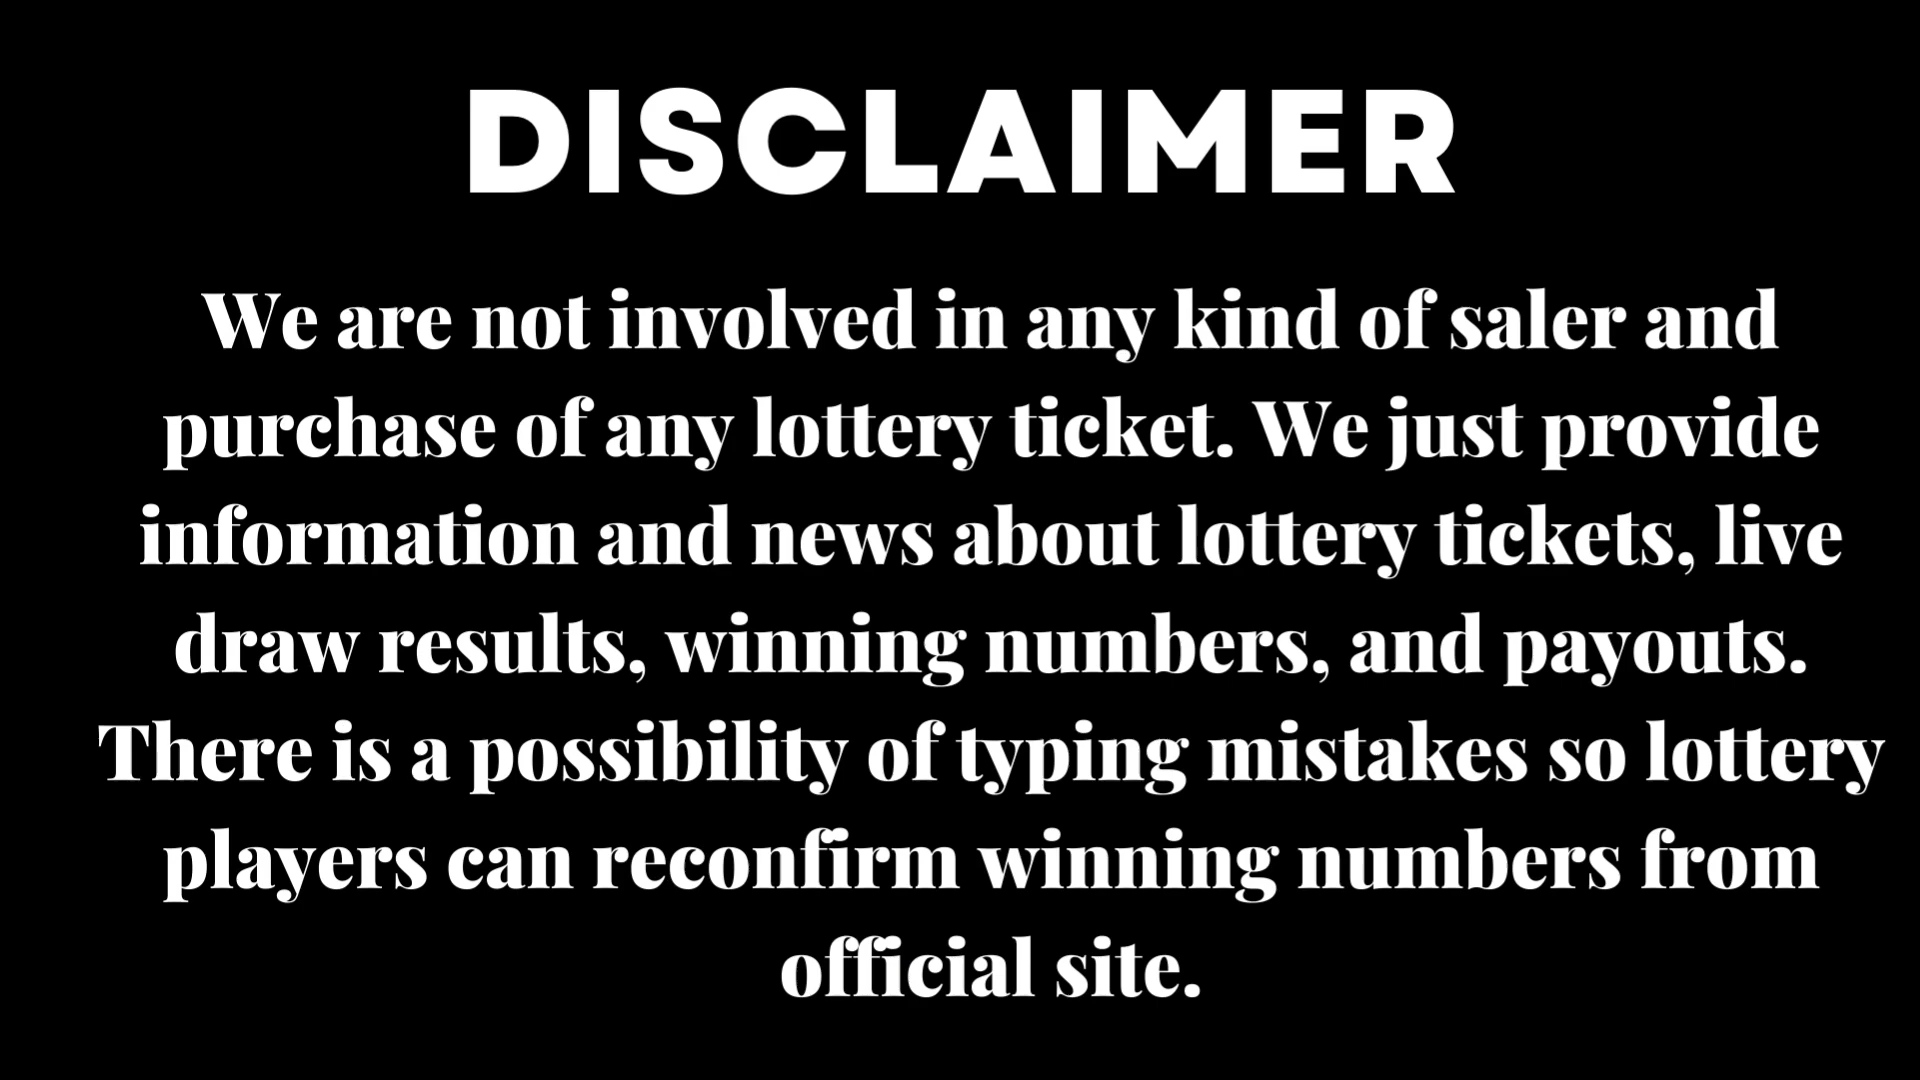 DISCLAIMER
We are not involved in any kind of saler and
purchase of any lottery ticket. We just provide
information and news about lottery tickets, live
draw results, winning numbers, and payouts.
There is a possibility of typing mistakes so lottery
players can reconfirm winning numbers from
official site.